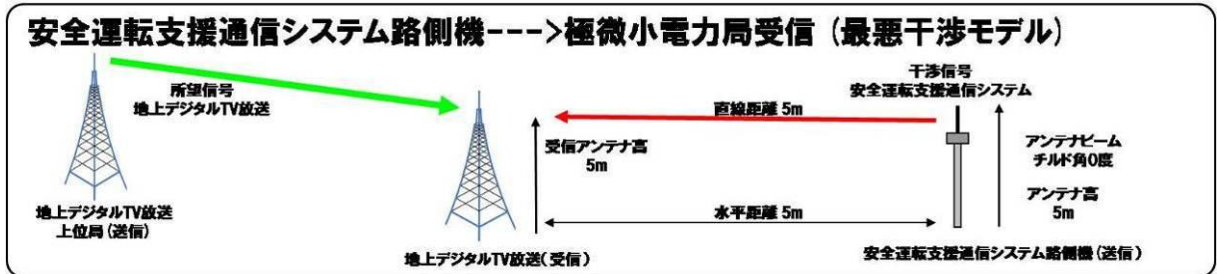 安全運転支援通信システム路側機--->極微小電力局受信 (最悪干渉モデル)
所望信号
地上デジタルTV放送
干渉信号
安全運転支援通信システム
直線距離 5m
受信アンテナ高
5m
アンテナビーム
チルド角0度
アンテナ高
5m
水平距離 5m
地上デジタルTV放送
上位局(送信)
地上デジタルTV放送(受信)
安全運転支援通信システム路側機(送信)